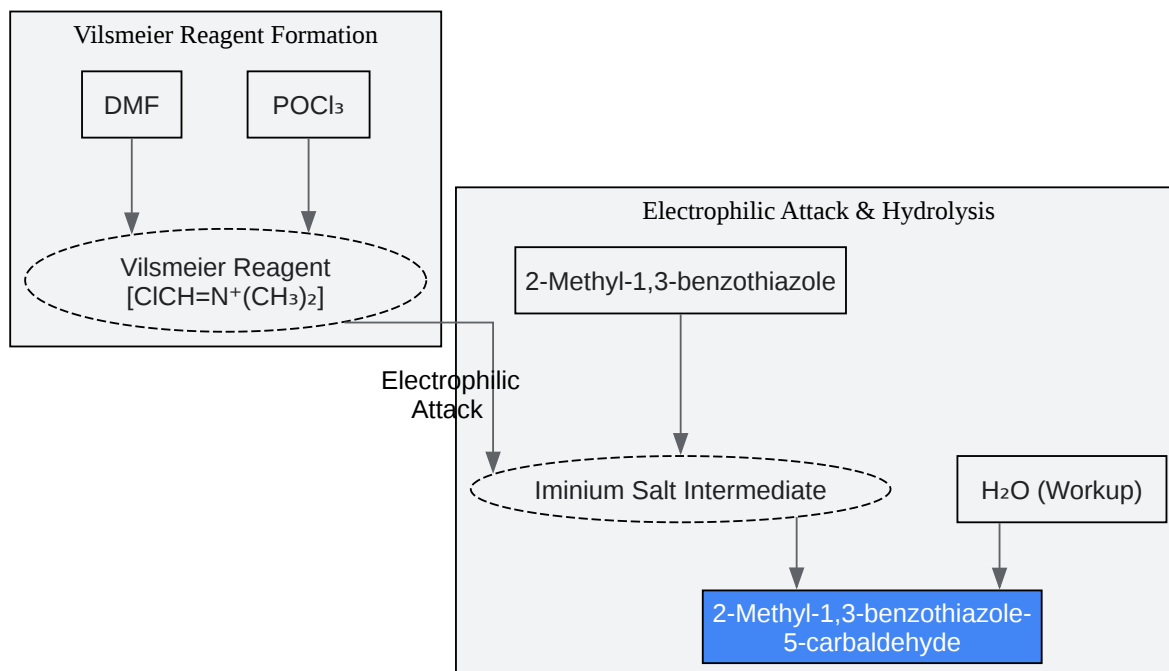 Vilsmeier Reagent Formation
DMF
POCl₃
Vilsmeier Reagent
[ClCH=N⁺(CH₃)₂]
Electrophilic
Attack
Electrophilic Attack & Hydrolysis
2-Methyl-1,3-benzothiazole
Iminium Salt Intermediate
H₂O (Workup)
2-Methyl-1,3-benzothiazole-
5-carbaldehyde